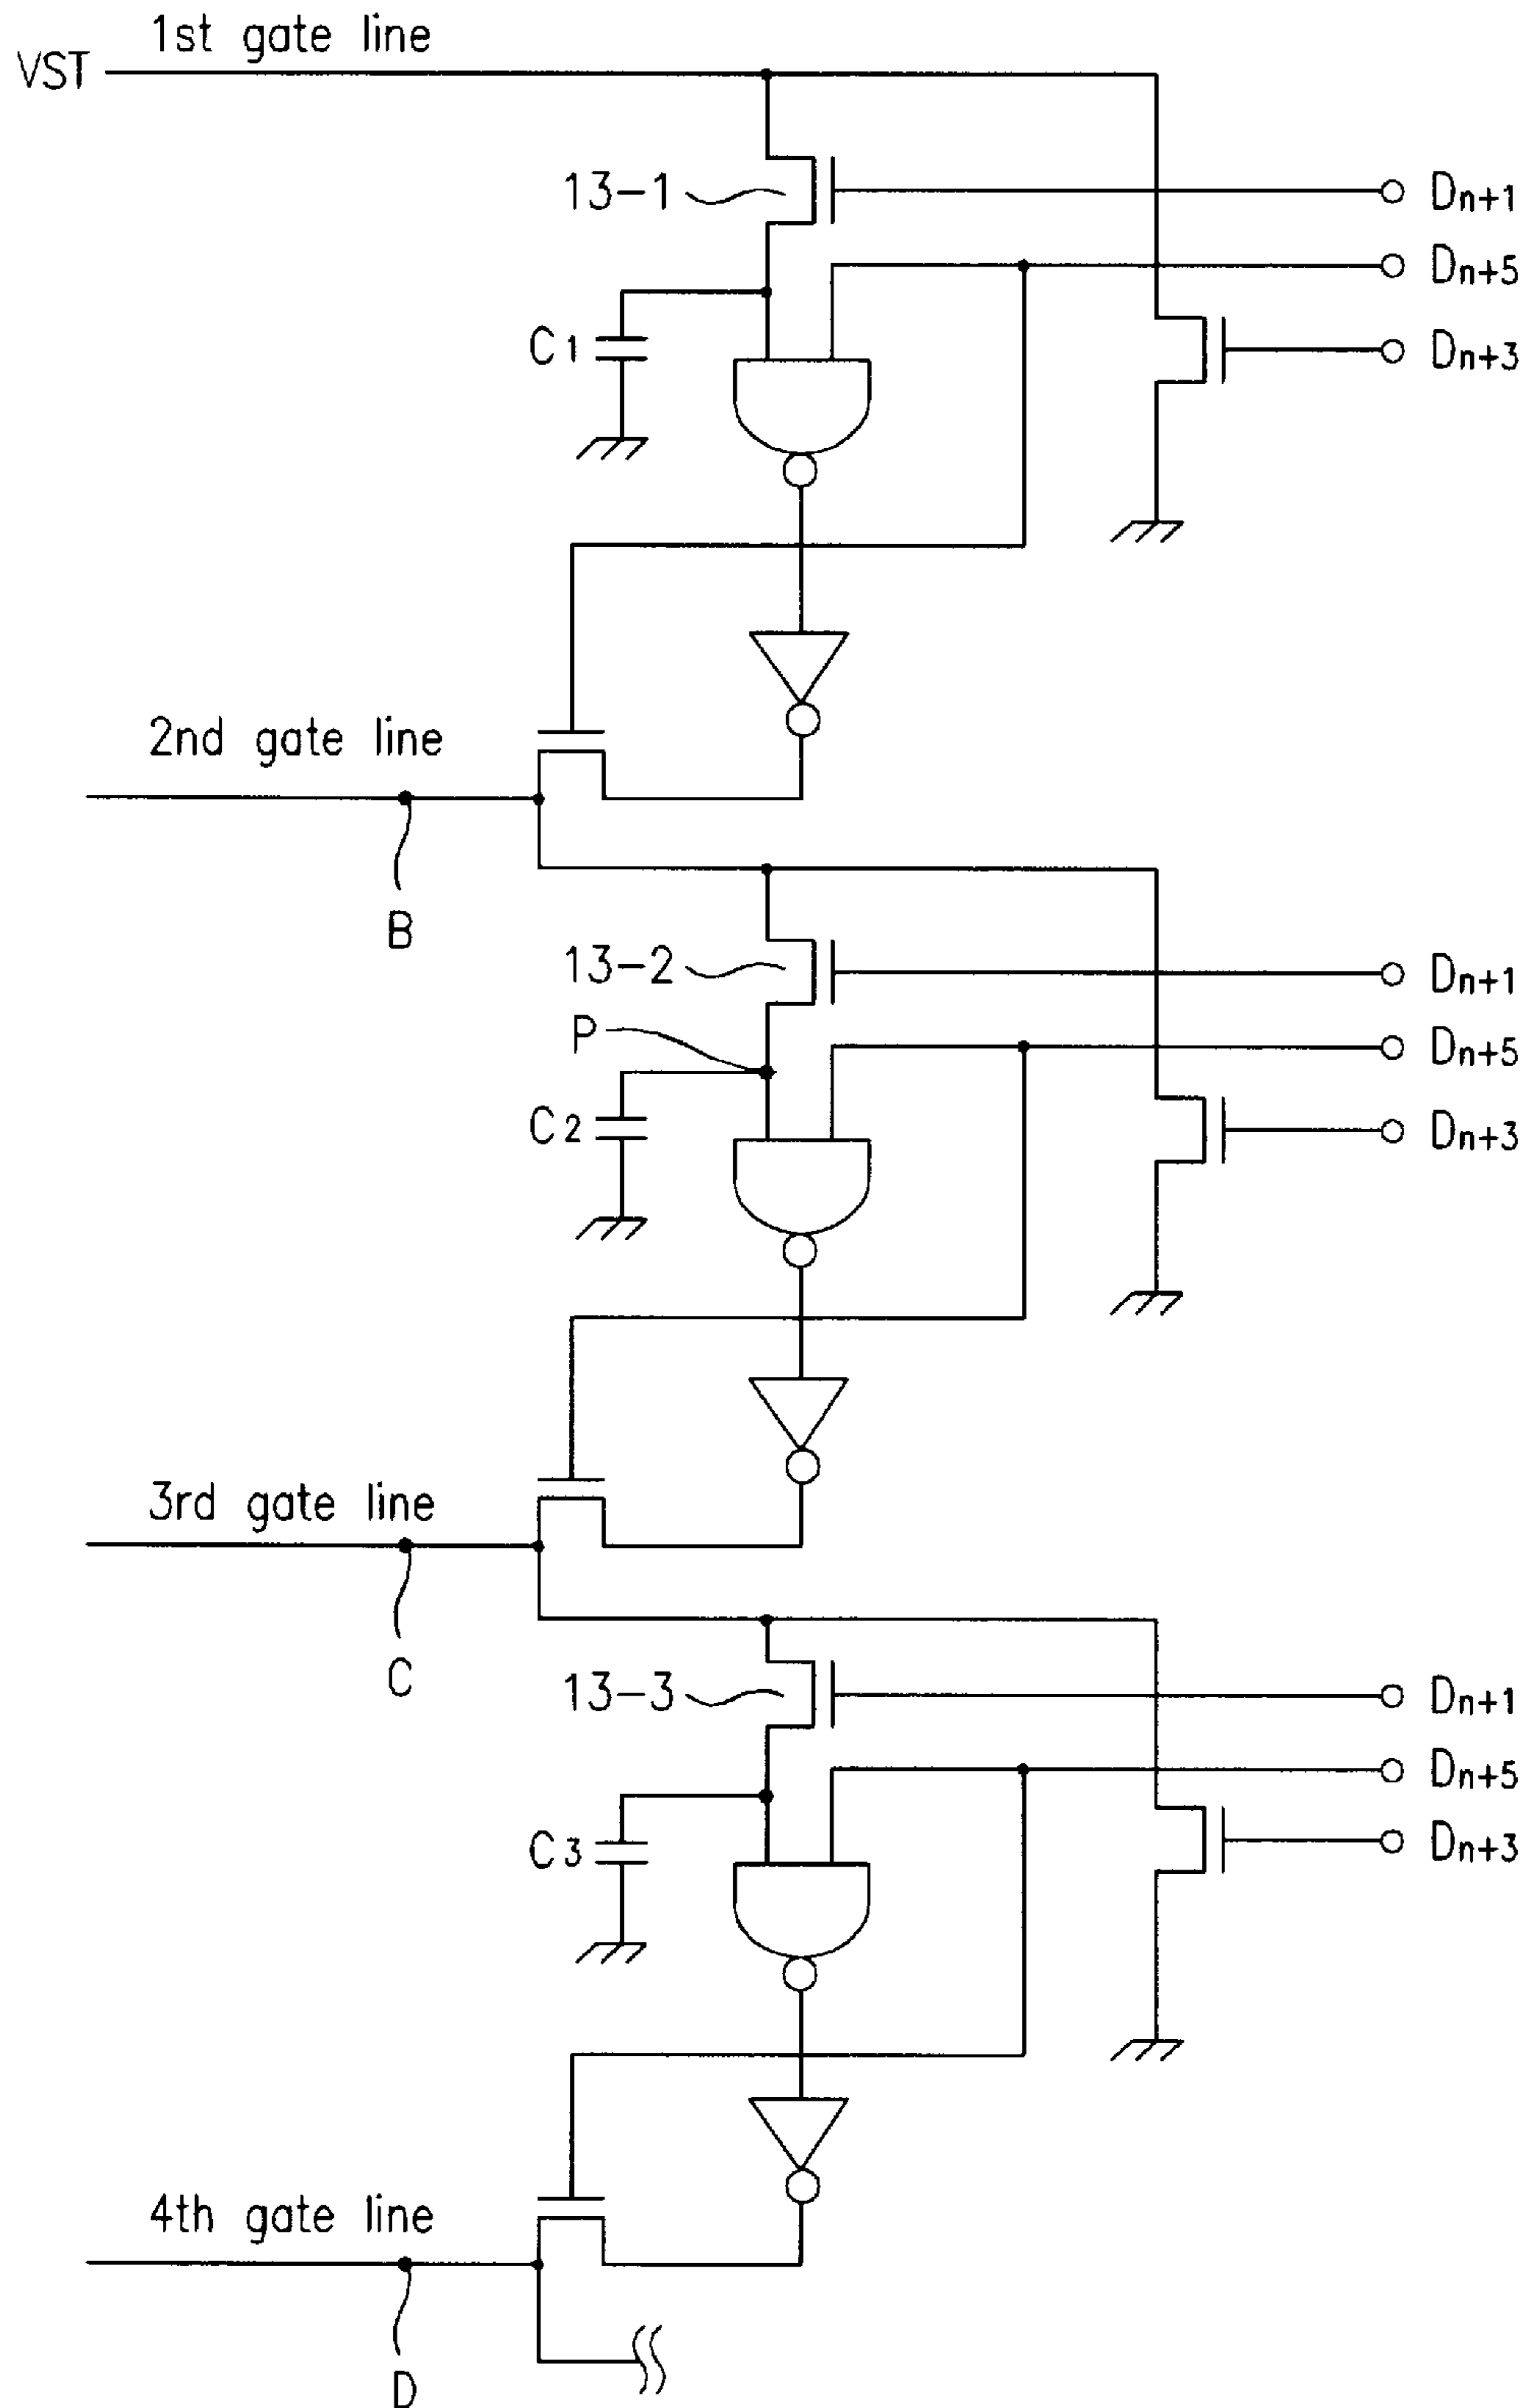 1st gate line
VST
13-1
Dn+1
Dn+5
C1
Dn+3
2nd gate line
B
13-2
Dn+1
P
Dn+5
C2
Dn+3
3rd gate line
C
13-3
Dn+1
Dn+5
C3
Dn+3
4th gate line
D